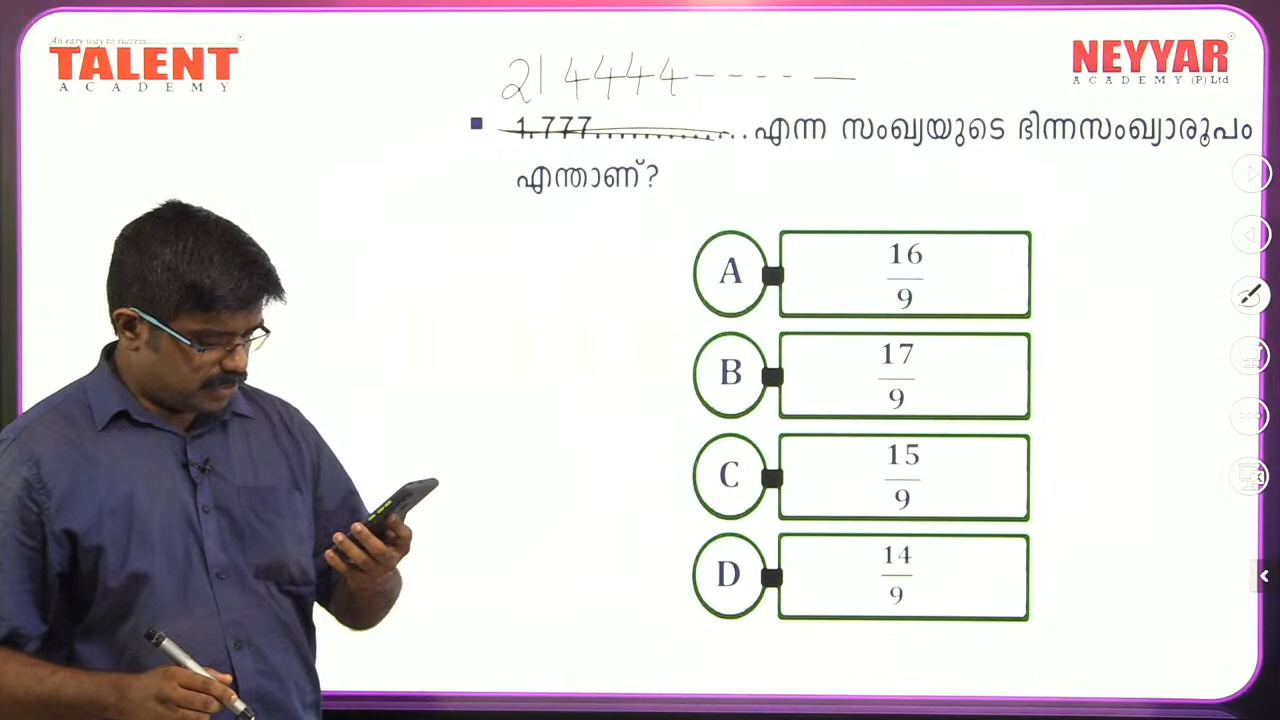 An easy way to success...
TALENT
ACADEMY
NEYYAR
ACADEMY (P) Ltd
214444---- —
1.777................എന്ന സംഖ്യയുടെ ഭിന്നസംഖ്യാരൂപം
എന്താണ്?
A 16/9
B 17/9
C 15/9
D 14/9